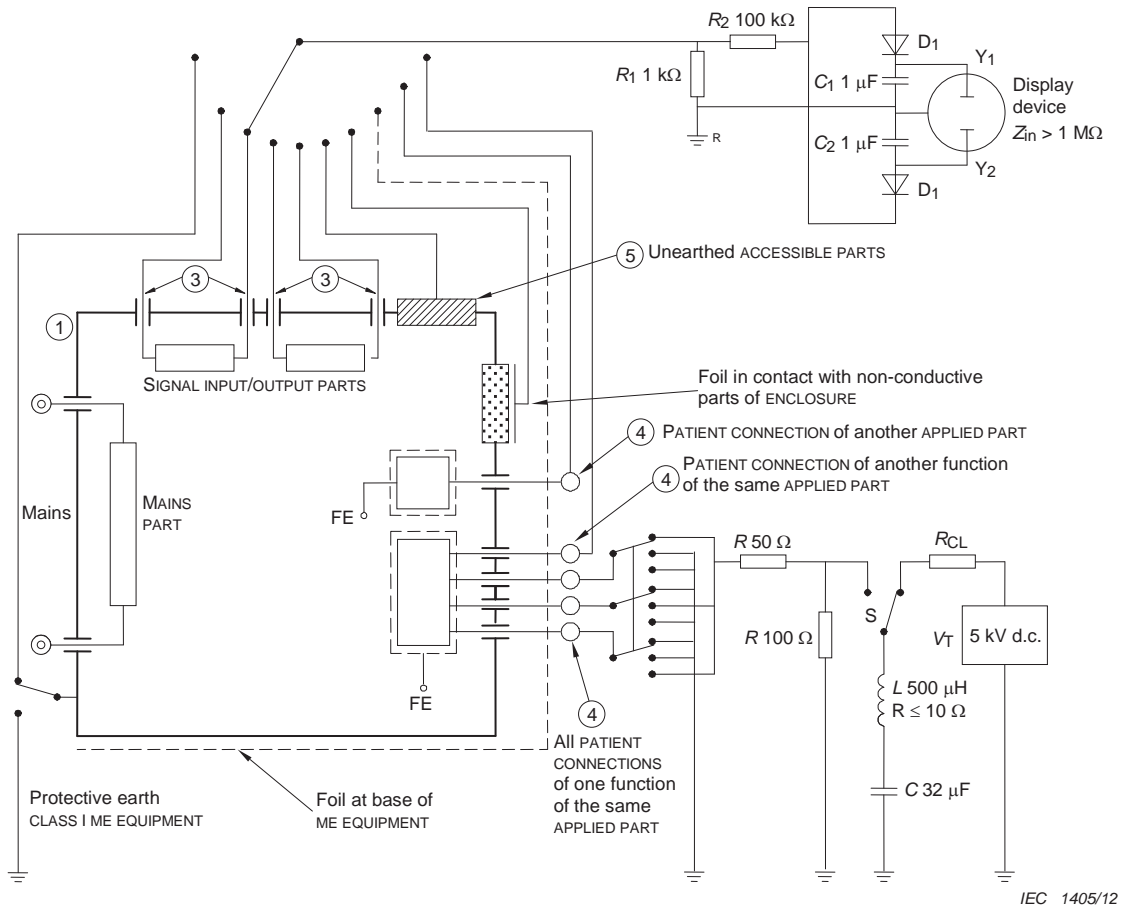 R2 100 kΩ
D1
Y1
R1 1 kΩ
C1 1 μF
Display
device
Zin > 1 MΩ
R
C2 1 μF
Y2
D1
5 Unearthed ACCESSIBLE PARTS
3
3
1
SIGNAL INPUT/OUTPUT PARTS
Foil in contact with non-conductive
parts of ENCLOSURE
4 PATIENT CONNECTION of another APPLIED PART
4 PATIENT CONNECTION of another function
of the same APPLIED PART
Mains
MAINS
PART
FE
R 50 Ω
RCL
S
R 100 Ω
VT
5 kV d.c.
L 500 μH
R ≤ 10 Ω
FE
4
All PATIENT
CONNECTIONS
of one function
of the same
APPLIED PART
C 32 μF
Protective earth
CLASS I ME EQUIPMENT
Foil at base of
ME EQUIPMENT
IEC 1405/12